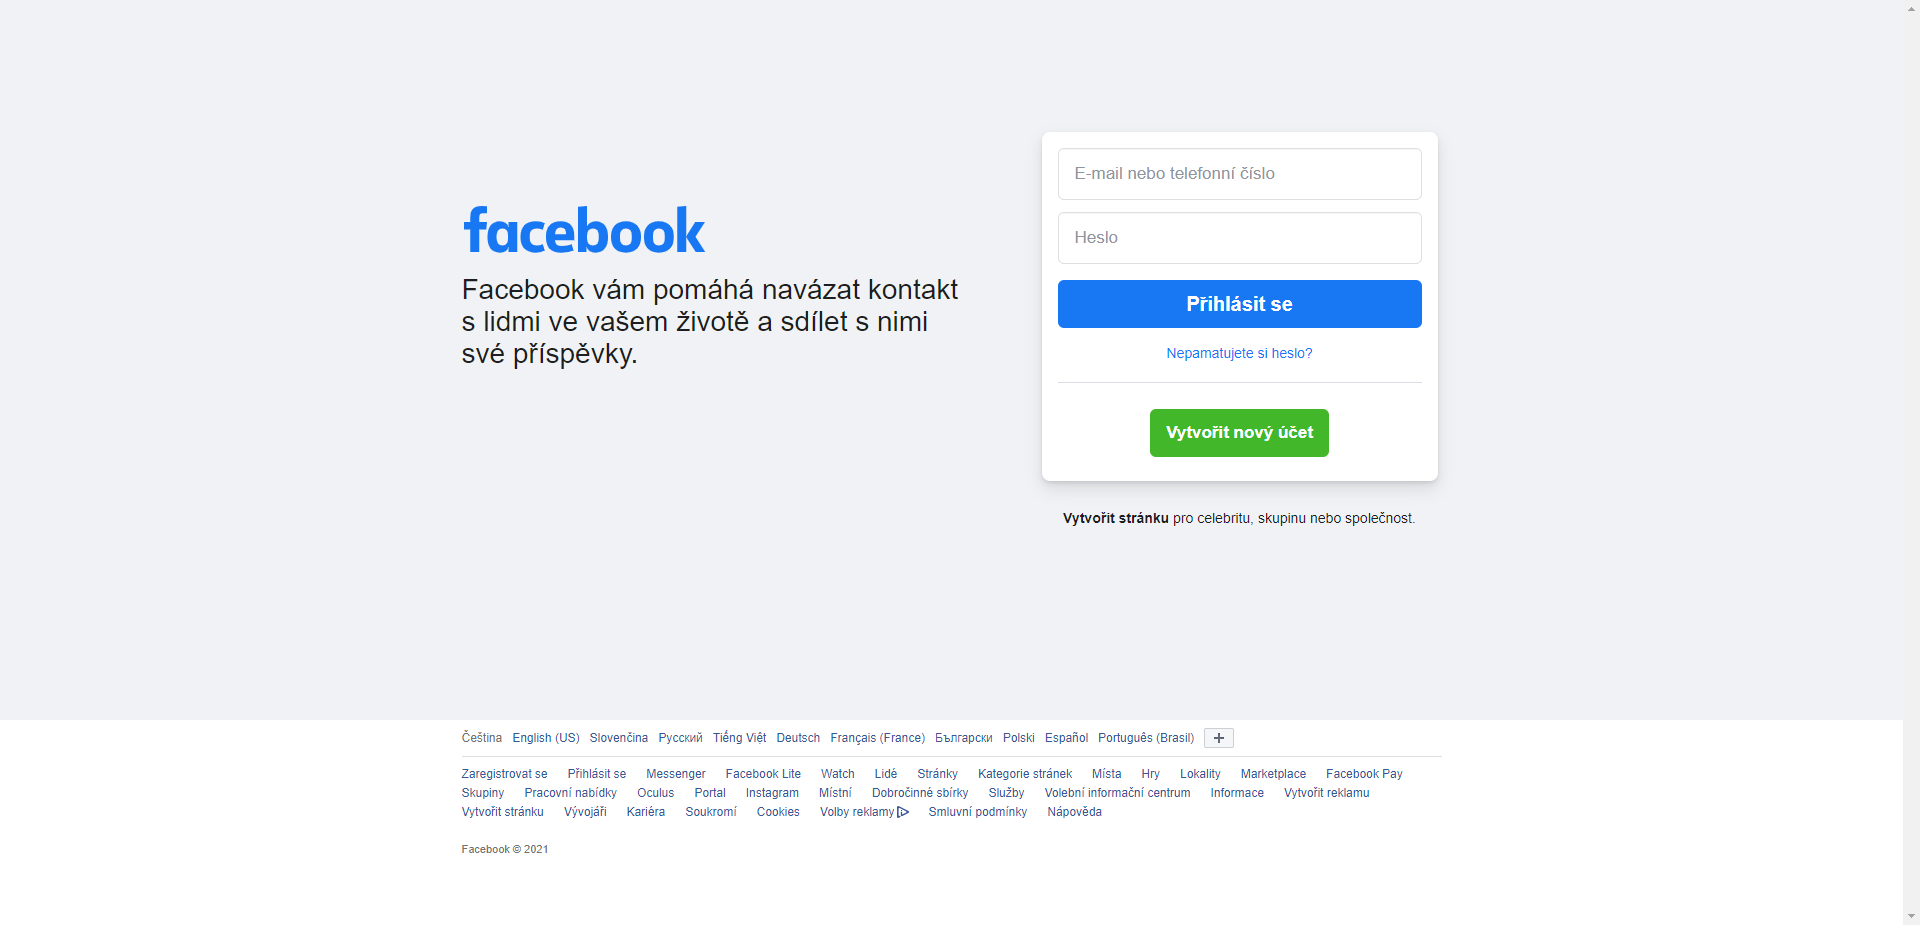 facebook
Facebook vám pomáhá navázat kontakt
s lidmi ve vašem životě a sdílet s nimi
své příspěvky.
E-mail nebo telefonní číslo
Heslo
Přihlásit se
Nepamatujete si heslo?
Vytvořit nový účet
Vytvořit stránku pro celebritu, skupinu nebo společnost.
Čeština English (US) Slovenčina Русский Tiếng Việt Deutsch Français (France) Български Polski Español Português (Brasil)
Zaregistrovat se Přihlásit se Messenger Facebook Lite Watch Lidé Stránky Kategorie stránek Místa Hry Lokality Marketplace Facebook Pay
Skupiny Pracovní nabídky Oculus Portal Instagram Místní Dobročinné sbírky Služby Volební informační centrum Informace Vytvořit reklamu
Vytvořit stránku Vývojáři Kariéra Soukromí Cookies Volby reklamy Smluvní podmínky Nápověda
Facebook © 2021